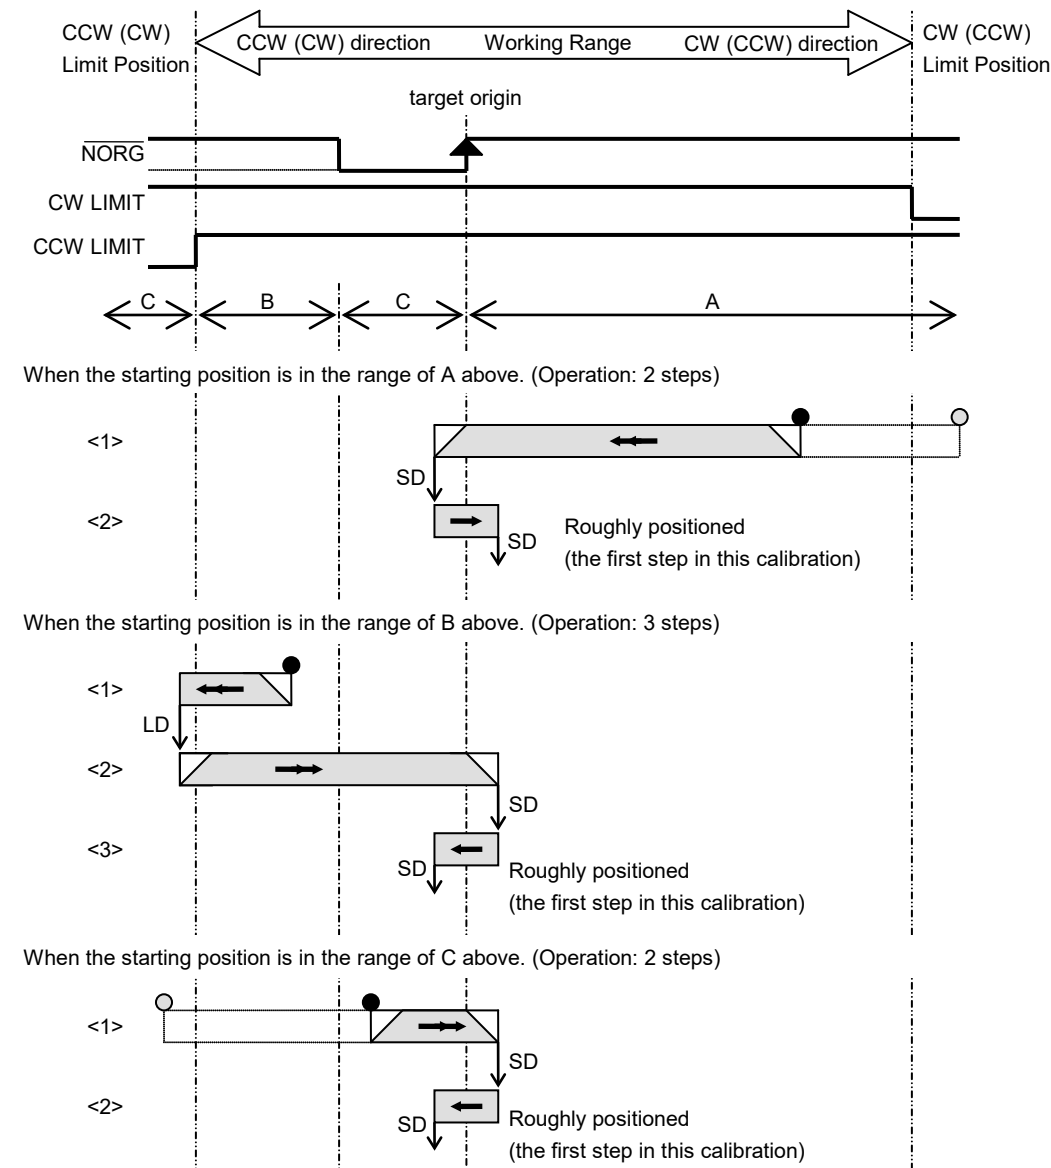 CCW (CW)
Limit Position
CCW (CW) direction
Working Range
CW (CCW) direction
CW (CCW)
Limit Position
target origin
NORG
CW LIMIT
CCW LIMIT
C
B
C
A
When the starting position is in the range of A above. (Operation: 2 steps)
<1>
SD
<2>
SD
Roughly positioned
(the first step in this calibration)
When the starting position is in the range of B above. (Operation: 3 steps)
<1>
LD
<2>
SD
<3>
SD
Roughly positioned
(the first step in this calibration)
When the starting position is in the range of C above. (Operation: 2 steps)
<1>
SD
<2>
SD
Roughly positioned
(the first step in this calibration)